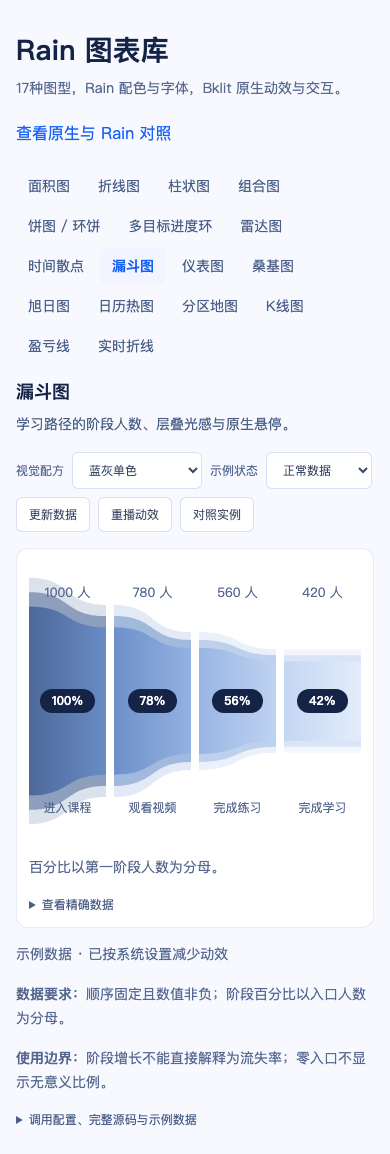 Rain 图表库
17种图型，Rain 配色与字体，Bklit 原生动效与交互。
查看原生与 Rain 对照
面积图 折线图 柱状图 组合图
饼图 / 环饼 多目标进度环 雷达图
时间散点 漏斗图 仪表图 桑基图
旭日图 日历热图 分区地图 K线图
盈亏线 实时折线
漏斗图
学习路径的阶段人数、层叠光感与原生悬停。
视觉配方 蓝灰单色 示例状态 正常数据
更新数据 重播动效 对照实例
1000 人 780 人 560 人 420 人
100% 78% 56% 42%
进入课程 观看视频 完成练习 完成学习
百分比以第一阶段人数为分母。
查看精确数据
示例数据 · 已按系统设置减少动效
数据要求：顺序固定且数值非负；阶段百分比以入口人数
为分母。
使用边界：阶段增长不能直接解释为流失率；零入口不显
示无意义比例。
调用配置、完整源码与示例数据